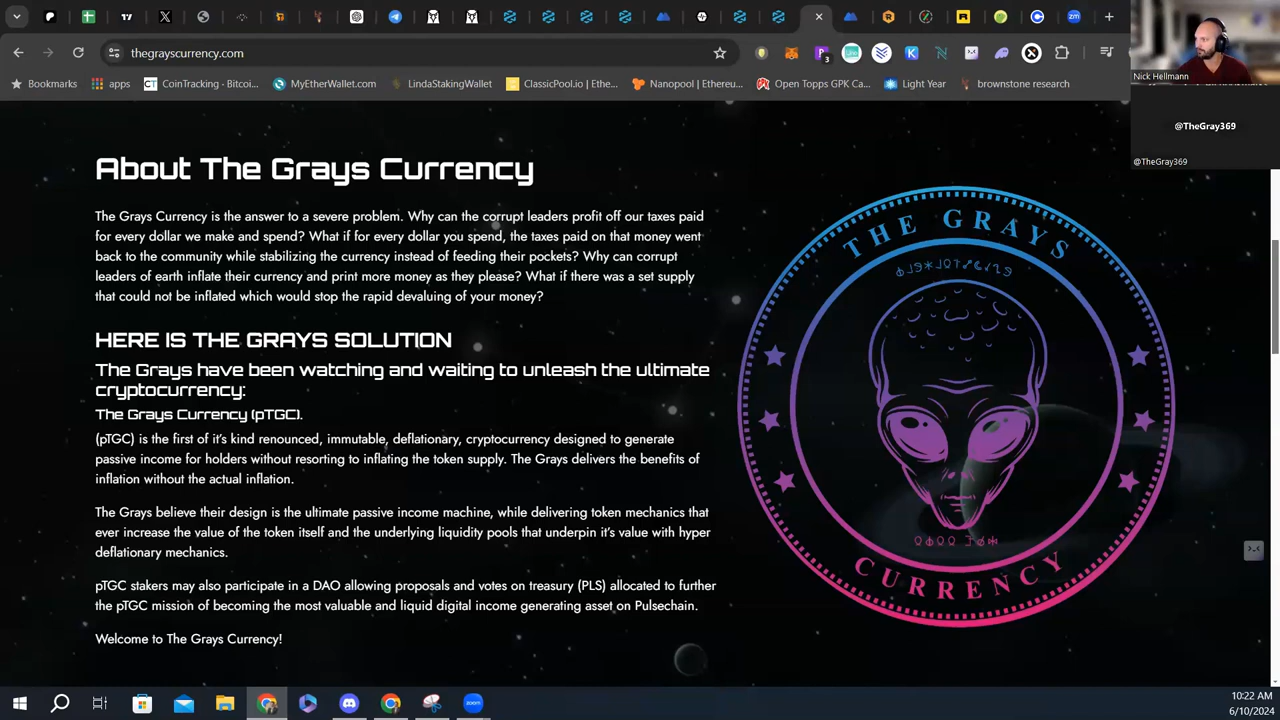 thegrayscurrency.com
Bookmarks
apps
CoinTracking - Bitcoi...
MyEtherWallet.com
LindaStakingWallet
ClassicPool.io | Ethe...
Nanopool | Ethereu...
Open Topps GPK Ca...
Light Year
brownstone research
3
Nick Hellmann
@TheGray369
@TheGray369
About The Grays Currency
The Grays Currency is the answer to a severe problem. Why can the corrupt leaders profit off our taxes paid
for every dollar we make and spend? What if for every dollar you spend, the taxes paid on that money went
back to the community while stabilizing the currency instead of feeding their pockets? Why can corrupt
leaders of earth inflate their currency and print more money as they please? What if there was a set supply
that could not be inflated which would stop the rapid devaluing of your money?
HERE IS THE GRAYS SOLUTION
The Grays have been watching and waiting to unleash the ultimate
cryptocurrency:
The Grays Currency (pTGC).
(pTGC) is the first of it's kind renounced, immutable, deflationary, cryptocurrency designed to generate
passive income for holders without resorting to inflating the token supply. The Grays delivers the benefits of
inflation without the actual inflation.
The Grays believe their design is the ultimate passive income machine, while delivering token mechanics that
ever increase the value of the token itself and the underlying liquidity pools that underpin it's value with hyper
deflationary mechanics.
pTGC stakers may also participate in a DAO allowing proposals and votes on treasury (PLS) allocated to further
the pTGC mission of becoming the most valuable and liquid digital income generating asset on Pulsechain.
Welcome to The Grays Currency!
THE GRAYS
CURRENCY
zoom
10:22 AM
6/10/2024